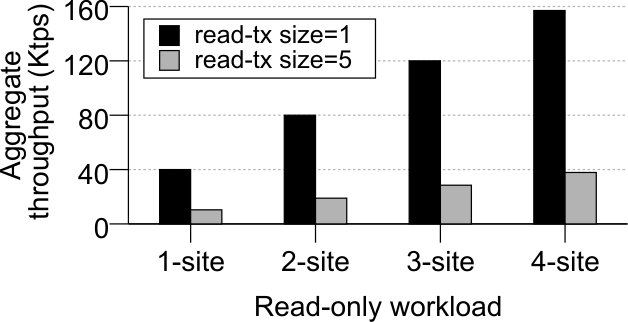 160
120
80
40
0
Aggregate
throughput (Ktps)
read-tx size=1
read-tx size=5
1-site
2-site
3-site
4-site
Read-only workload